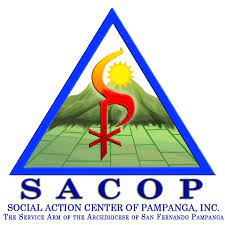 SACOP
SOCIAL ACTION CENTER OF PAMPANGA, INC.
THE SERVICE ARM OF THE ARCHDIOCESE OF SAN FERNANDO PAMPANGA